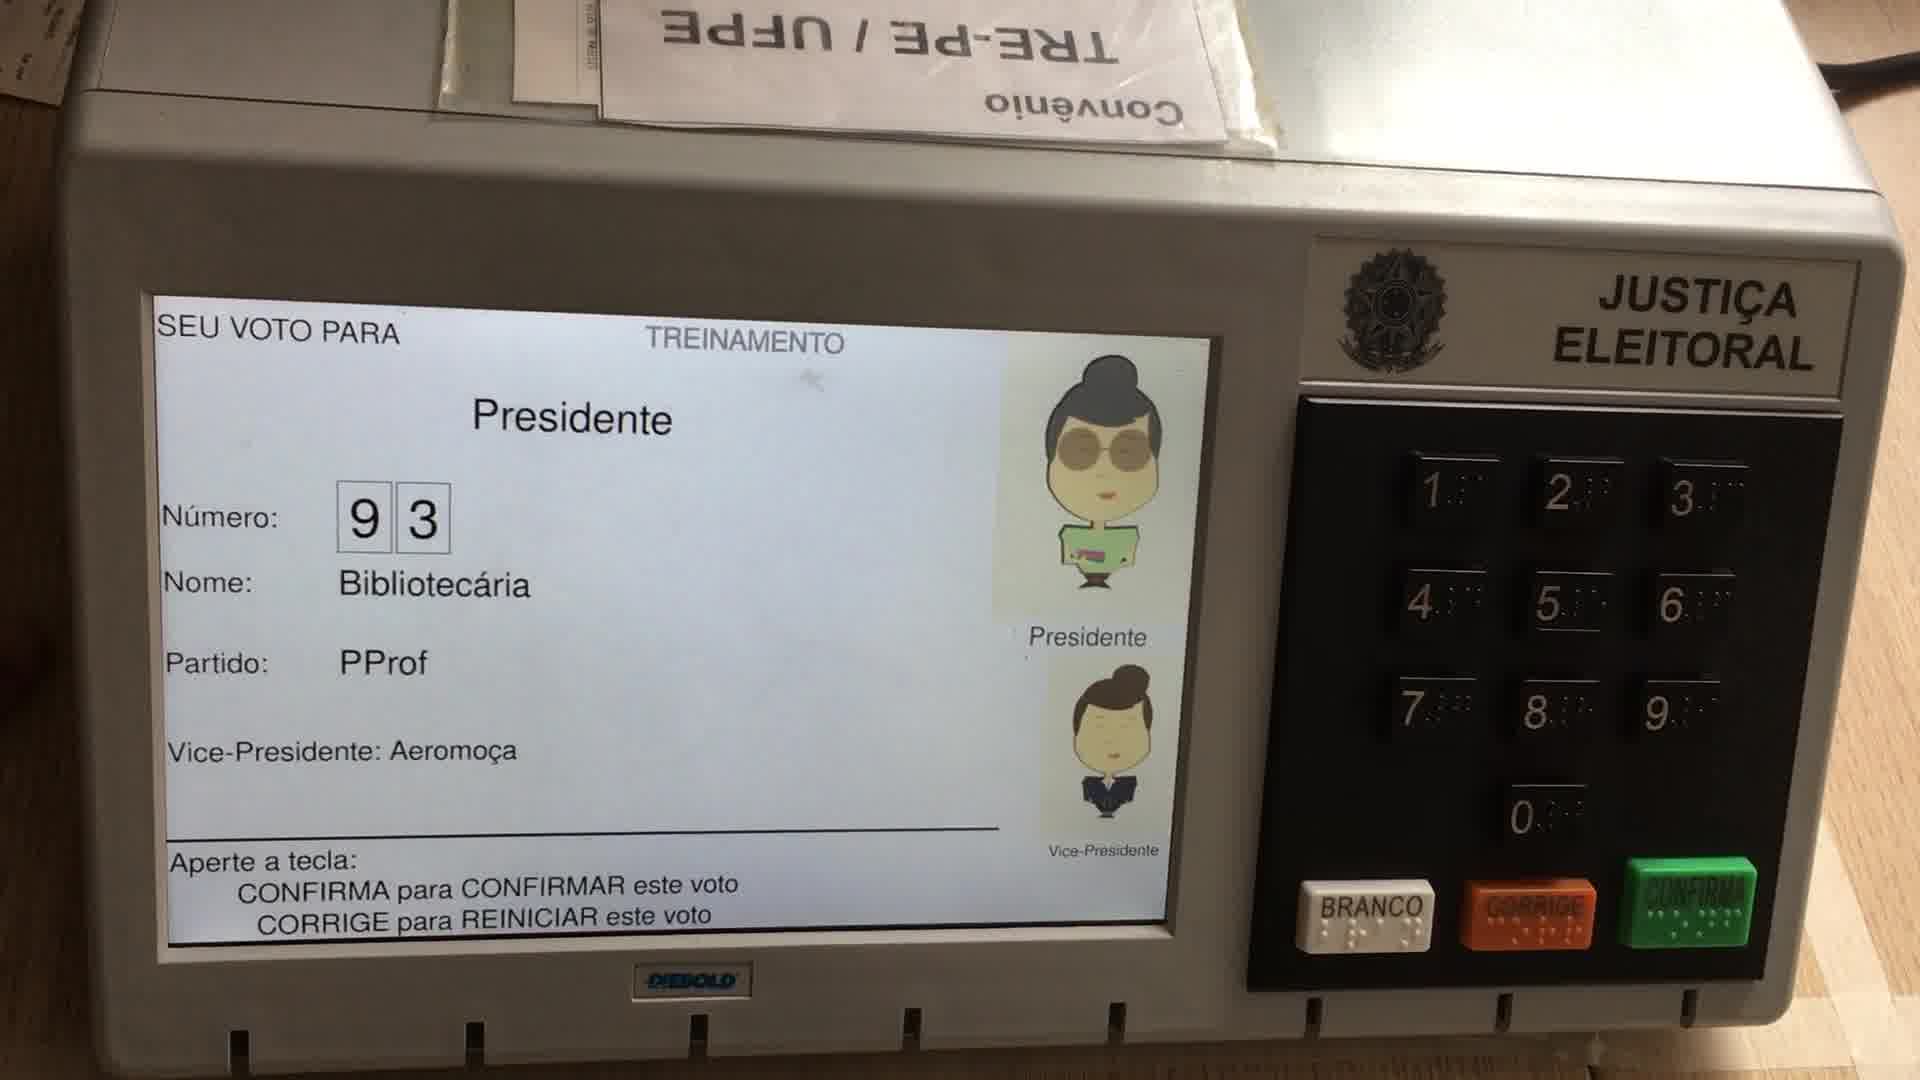 TRE-PE / UFPE
Convênio
JUSTIÇA
ELEITORAL
SEU VOTO PARA
TREINAMENTO
Presidente
Número: 9 3
Nome: Bibliotecária
Partido: PProf
Vice-Presidente: Aeromoça
Presidente
Vice-Presidente
Aperte a tecla:
CONFIRMA para CONFIRMAR este voto
CORRIGE para REINICIAR este voto
DIEBOLD
1 2 3
4 5 6
7 8 9
0
BRANCO CORRIGE CONFIRMA